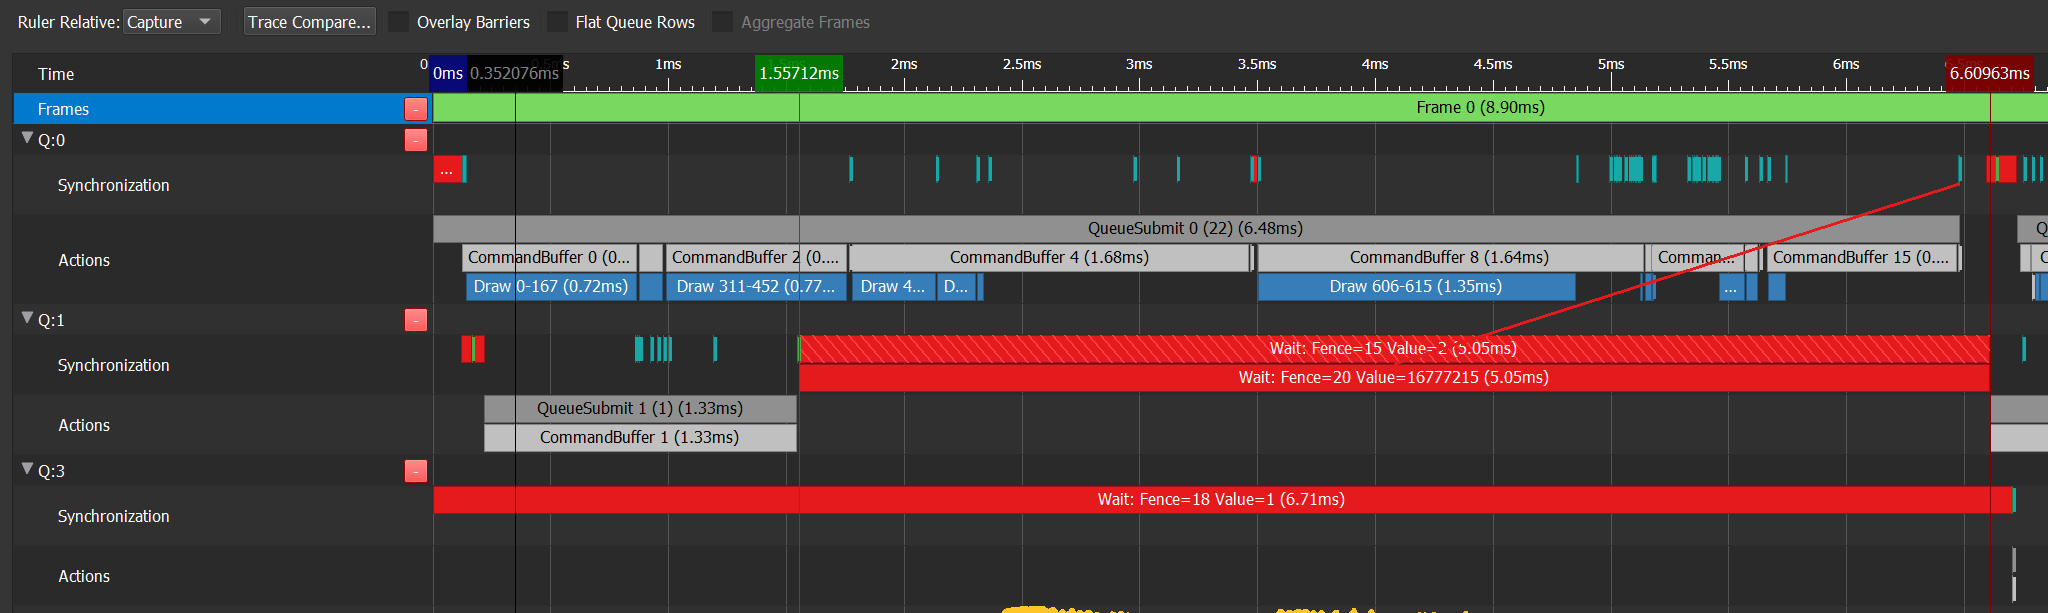 Ruler Relative: Capture Trace Compare... Overlay Barriers Flat Queue Rows Aggregate Frames
Time 0ms 0.352076ms 1.55712ms 1ms 2ms 2.5ms 3ms 3.5ms 4ms 4.5ms 5ms 5.5ms 6ms 6.60963ms
Frames - Frame 0 (8.90ms)
Q:0 -
Synchronization ...
QueueSubmit 0 (22) (6.48ms) Q
Actions CommandBuffer 0 (0... CommandBuffer 2 (0.... CommandBuffer 4 (1.68ms) CommandBuffer 8 (1.64ms) Comman... CommandBuffer 15 (0.... C
Draw 0-167 (0.72ms) Draw 311-452 (0.77... Draw 4... D... Draw 606-615 (1.35ms) ...
Q:1 -
Wait: Fence=15 Value=2 (5.05ms)
Synchronization
Wait: Fence=20 Value=16777215 (5.05ms)
QueueSubmit 1 (1) (1.33ms)
Actions
CommandBuffer 1 (1.33ms)
Q:3 -
Wait: Fence=18 Value=1 (6.71ms)
Synchronization
Actions